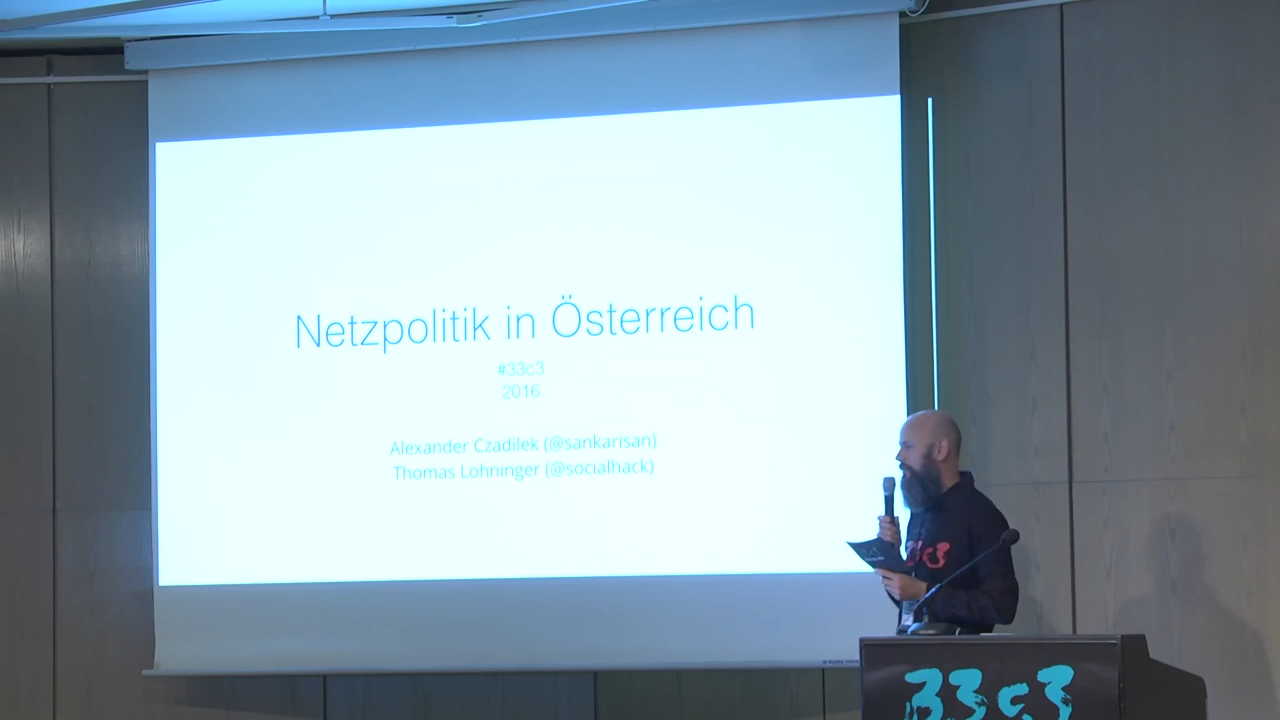 Netzpolitik in Österreich
#33c3
2016
Alexander Czadilek (@sankarisan)
Thomas Lohninger (@socialhack)
33c3